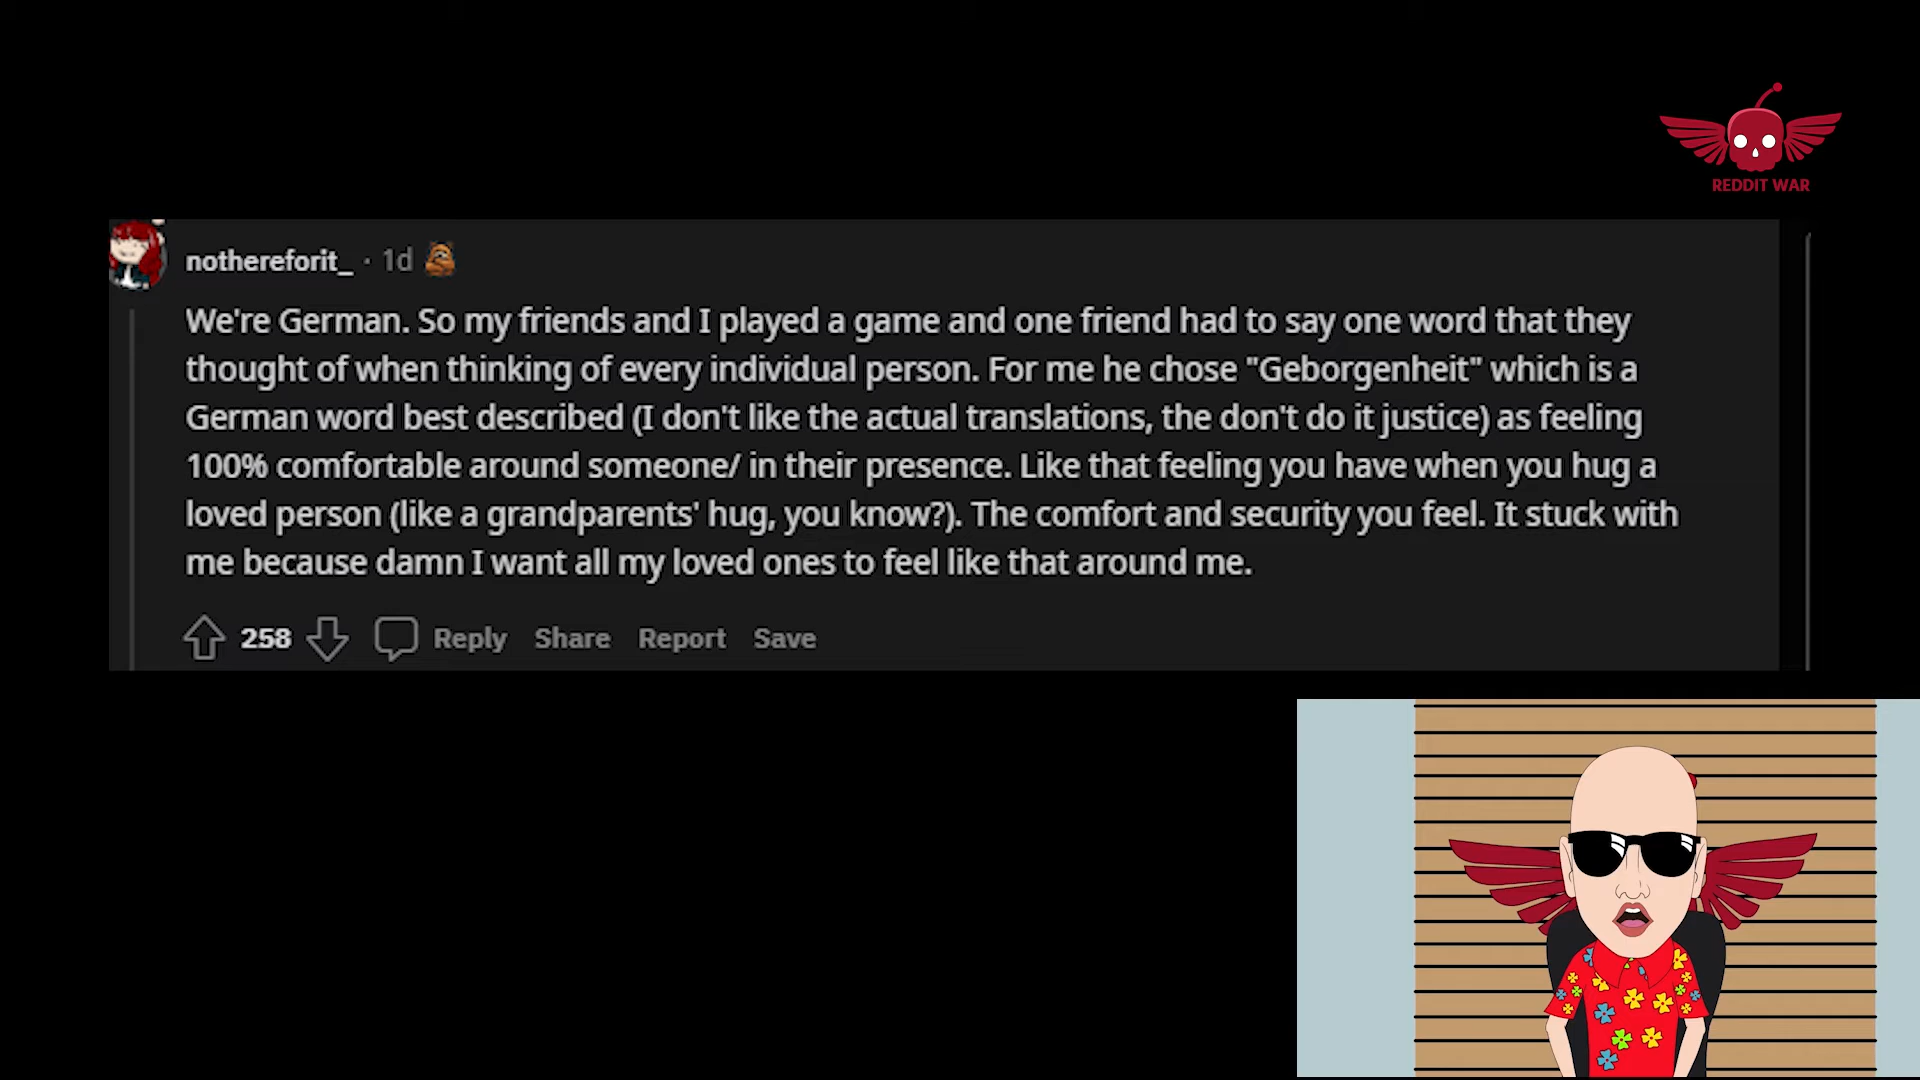 REDDIT WAR
nothereforit_ · 1d
We're German. So my friends and I played a game and one friend had to say one word that they
thought of when thinking of every individual person. For me he chose "Geborgenheit" which is a
German word best described (I don't like the actual translations, the don't do it justice) as feeling
100% comfortable around someone/ in their presence. Like that feeling you have when you hug a
loved person (like a grandparents' hug, you know?). The comfort and security you feel. It stuck with
me because damn I want all my loved ones to feel like that around me.
258 Reply Share Report Save